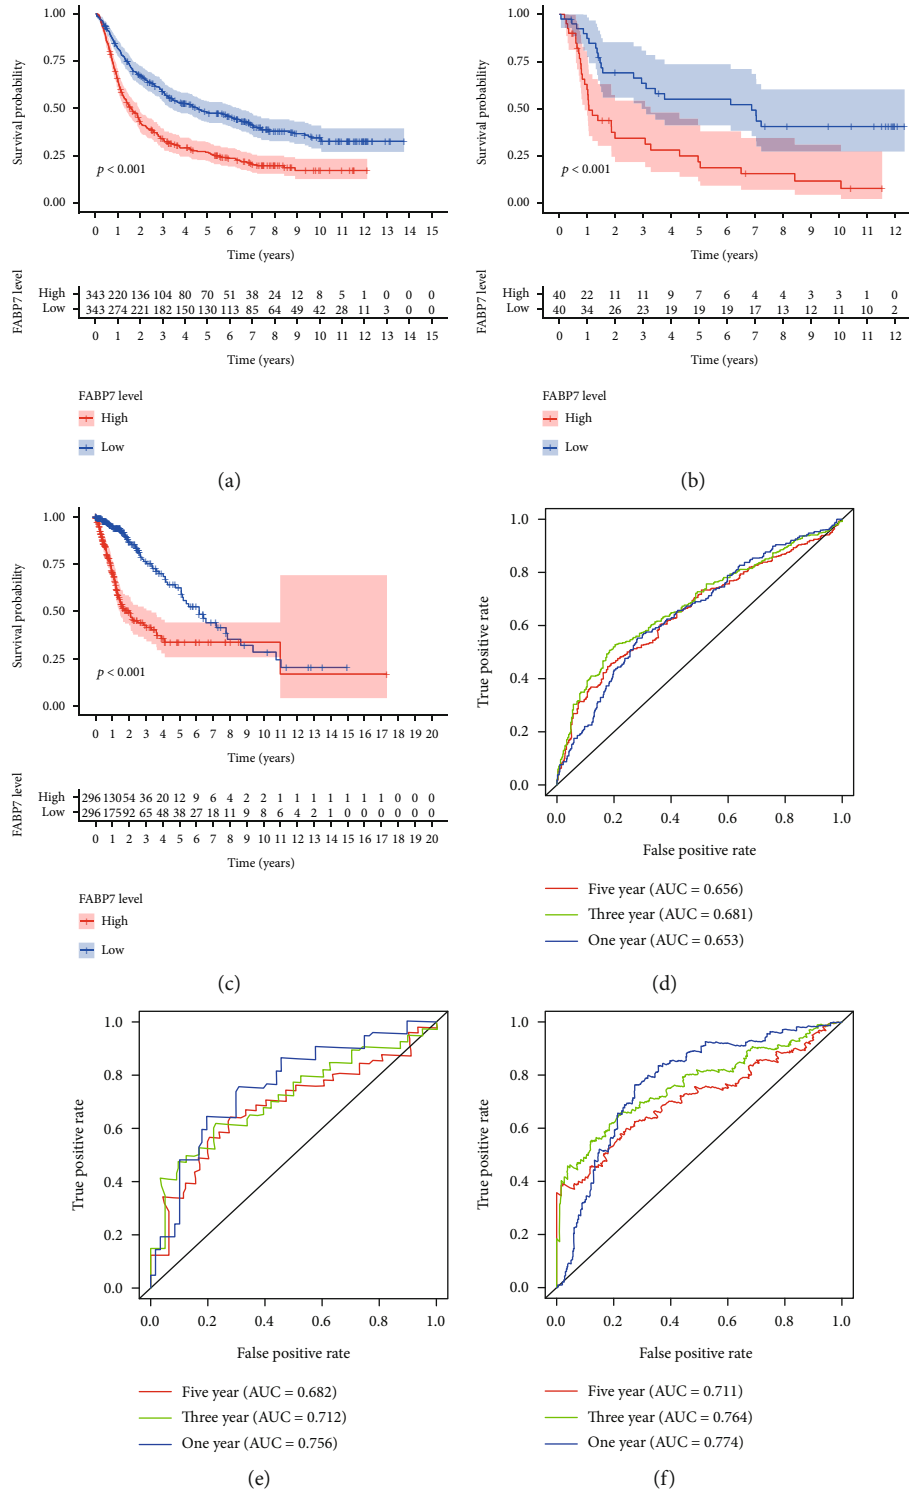 1.00
0.75
0.50
0.25
0.00
Survival probability
p < 0.001
0 1 2 3 4 5 6 7 8 9 10 11 12 13 14 15
Time (years)
FABP7 level
High 343 220 136 104 80 70 51 38 24 12 8 5 1 0 0 0
Low 343 274 221 182 150 130 113 85 64 49 42 28 11 3 0 0
0 1 2 3 4 5 6 7 8 9 10 11 12 13 14 15
Time (years)
FABP7 level
High
Low
(a)
1.00
0.75
0.50
0.25
0.00
Survival probability
p < 0.001
0 1 2 3 4 5 6 7 8 9 10 11 12
Time (years)
FABP7 level
High 40 22 11 11 9 7 6 4 4 3 3 1 0
Low 40 34 26 23 19 19 19 17 13 12 11 10 2
0 1 2 3 4 5 6 7 8 9 10 11 12
Time (years)
FABP7 level
High
Low
(b)
1.00
0.75
0.50
0.25
0.00
Survival probability
p < 0.001
0 1 2 3 4 5 6 7 8 9 10 11 12 13 14 15 16 17 18 19 20
Time (years)
FABP7 level
High 296 130 54 36 20 12 9 6 4 2 2 1 1 1 1 1 1 1 0 0 0
Low 296 175 92 65 48 38 27 18 11 9 8 6 4 2 1 0 0 0 0 0 0
0 1 2 3 4 5 6 7 8 9 10 11 12 13 14 15 16 17 18 19 20
Time (years)
FABP7 level
High
Low
(c)
1.0
0.8
0.6
0.4
0.2
0.0
True positive rate
0.0 0.2 0.4 0.6 0.8 1.0
False positive rate
Five year (AUC = 0.656)
Three year (AUC = 0.681)
One year (AUC = 0.653)
(d)
1.0
0.8
0.6
0.4
0.2
0.0
True positive rate
0.0 0.2 0.4 0.6 0.8 1.0
False positive rate
Five year (AUC = 0.682)
Three year (AUC = 0.712)
One year (AUC = 0.756)
(e)
1.0
0.8
0.6
0.4
0.2
0.0
True positive rate
0.0 0.2 0.4 0.6 0.8 1.0
False positive rate
Five year (AUC = 0.711)
Three year (AUC = 0.764)
One year (AUC = 0.774)
(f)